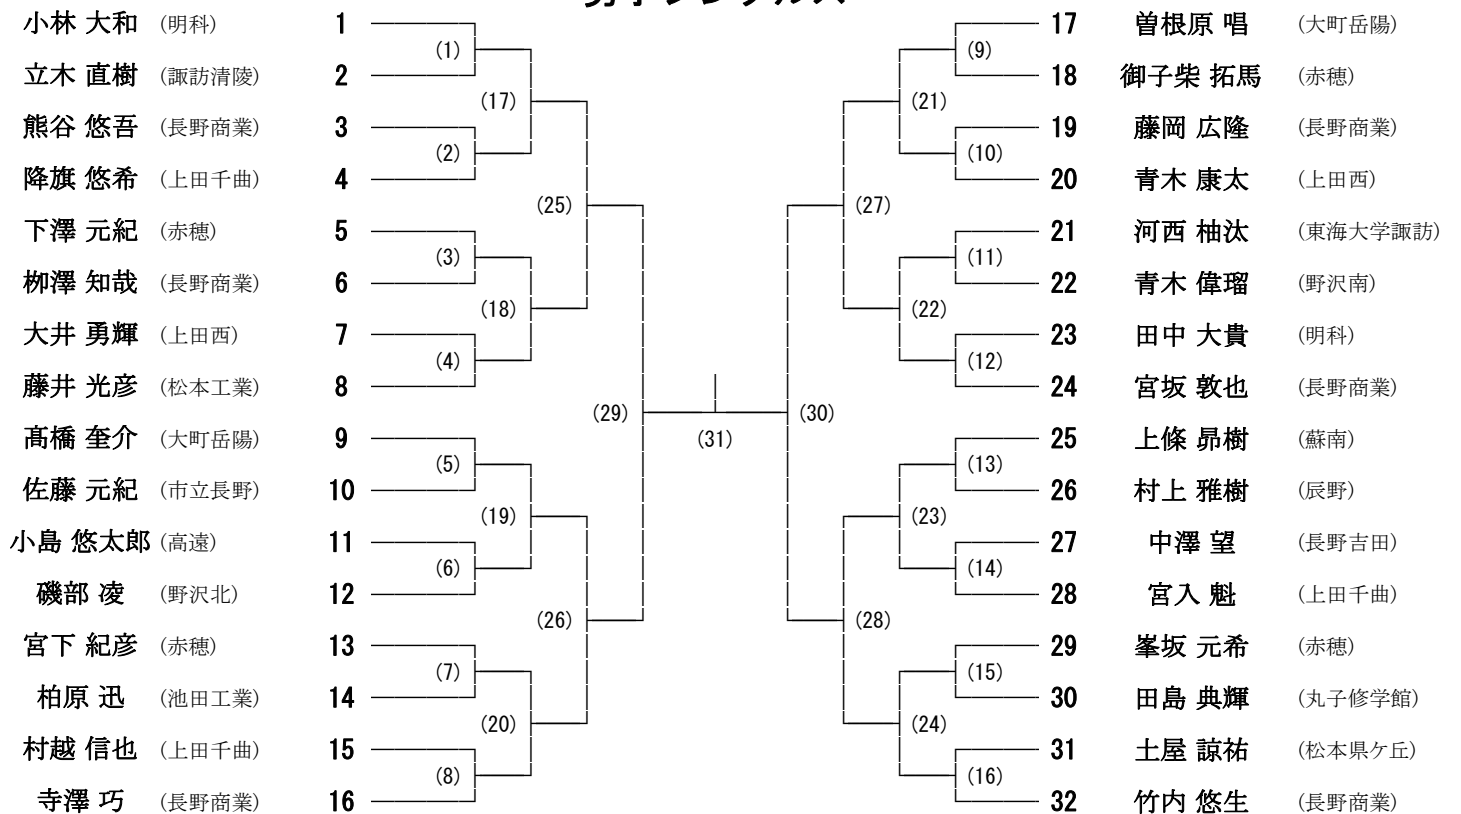 男子シングルス
小林 大和 (明科) 1
立木 直樹 (諏訪清陵) 2
熊谷 悠吾 (長野商業) 3
降旗 悠希 (上田千曲) 4
下澤 元紀 (赤穂) 5
栁澤 知哉 (長野商業) 6
大井 勇輝 (上田西) 7
藤井 光彦 (松本工業) 8
髙橋 奎介 (大町岳陽) 9
佐藤 元紀 (市立長野) 10
小島 悠太郎 (高遠) 11
磯部 凌 (野沢北) 12
宮下 紀彦 (赤穂) 13
柏原 迅 (池田工業) 14
村越 信也 (上田千曲) 15
寺澤 巧 (長野商業) 16
(1)
(2)
(3)
(4)
(5)
(6)
(7)
(8)
(17)
(18)
(19)
(20)
(25)
(26)
(29)
(31)
(30)
(27)
(28)
(21)
(22)
(23)
(24)
(9)
(10)
(11)
(12)
(13)
(14)
(15)
(16)
17 曽根原 唱 (大町岳陽)
18 御子柴 拓馬 (赤穂)
19 藤岡 広隆 (長野商業)
20 青木 康太 (上田西)
21 河西 柚汰 (東海大学諏訪)
22 青木 偉瑠 (野沢南)
23 田中 大貴 (明科)
24 宮坂 敦也 (長野商業)
25 上條 昴樹 (蘇南)
26 村上 雅樹 (辰野)
27 中澤 望 (長野吉田)
28 宮入 魁 (上田千曲)
29 峯坂 元希 (赤穂)
30 田島 典輝 (丸子修学館)
31 土屋 諒祐 (松本県ケ丘)
32 竹内 悠生 (長野商業)